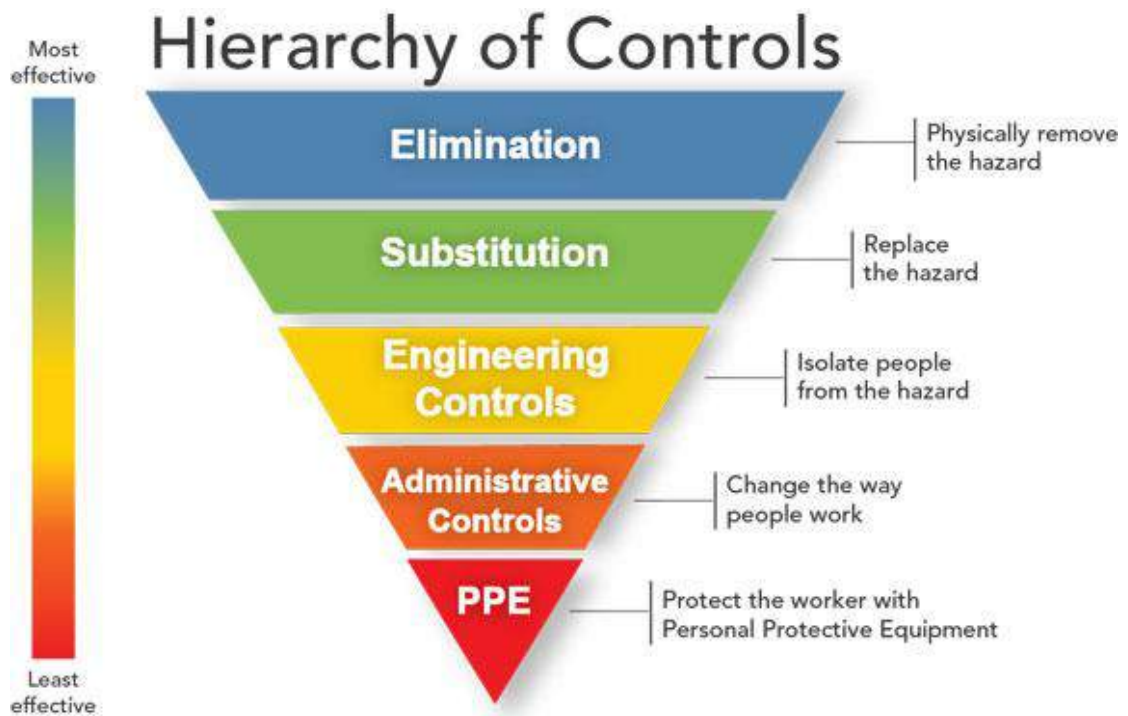 Hierarchy of Controls
Most
effective
Elimination
Physically remove
the hazard
Substitution
Replace
the hazard
Engineering
Controls
Isolate people
from the hazard
Administrative
Controls
Change the way
people work
PPE
Protect the worker with
Personal Protective Equipment
Least
effective